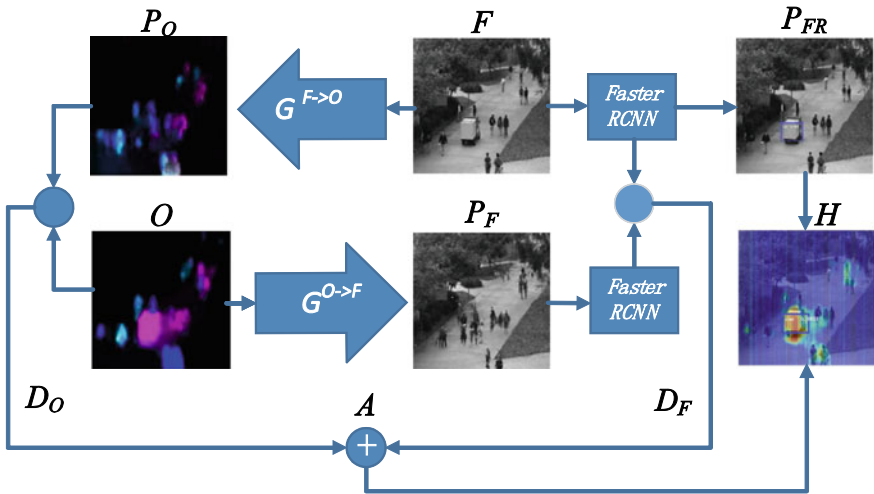 P_O
F
P_FR
G^F->O
Faster
RCNN
O
P_F
H
G^O->F
Faster
RCNN
D_O
A
D_F
+